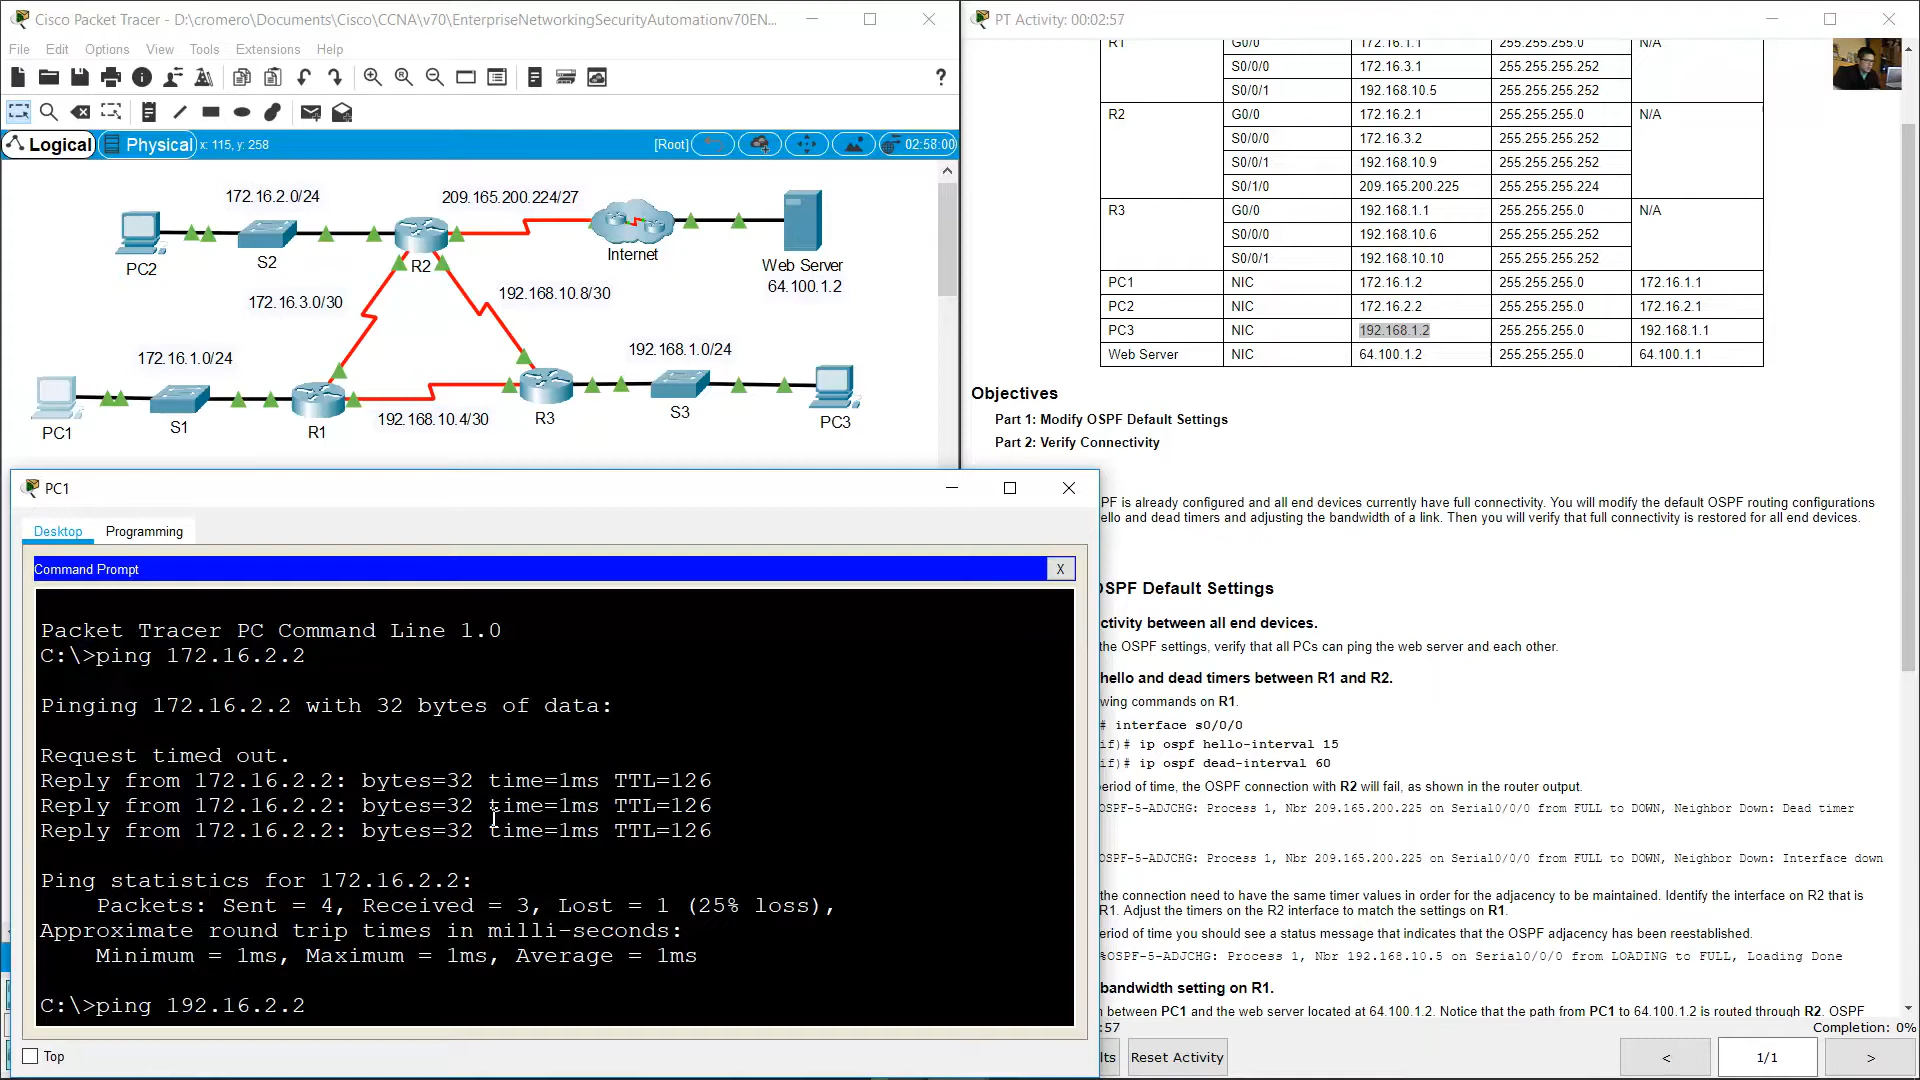 Cisco Packet Tracer - D:\cromero\Documents\Cisco\CCNA\v70\EnterpriseNetworkingSecurityAutomationv70EN...
File Edit Options View Tools Extensions Help
Logical Physical x: 115, y: 258 [Root] 02:58:00
172.16.2.0/24
209.165.200.224/27
PC2
S2
R2
Internet
Web Server
64.100.1.2
172.16.3.0/30
192.168.10.8/30
172.16.1.0/24
192.168.1.0/24
PC1
S1
R1
192.168.10.4/30
R3
S3
PC3
PC1
Desktop Programming
Command Prompt X
Packet Tracer PC Command Line 1.0
C:\>ping 172.16.2.2
Pinging 172.16.2.2 with 32 bytes of data:
Request timed out.
Reply from 172.16.2.2: bytes=32 time=1ms TTL=126
Reply from 172.16.2.2: bytes=32 time=1ms TTL=126
Reply from 172.16.2.2: bytes=32 time=1ms TTL=126
Ping statistics for 172.16.2.2:
Packets: Sent = 4, Received = 3, Lost = 1 (25% loss),
Approximate round trip times in milli-seconds:
Minimum = 1ms, Maximum = 1ms, Average = 1ms
C:\>ping 192.16.2.2
Top
PT Activity: 00:02:57
R1 G0/0 172.16.1.1 255.255.255.0 N/A
S0/0/0 172.16.3.1 255.255.255.252
S0/0/1 192.168.10.5 255.255.255.252
R2 G0/0 172.16.2.1 255.255.255.0 N/A
S0/0/0 172.16.3.2 255.255.255.252
S0/0/1 192.168.10.9 255.255.255.252
S0/1/0 209.165.200.225 255.255.255.224
R3 G0/0 192.168.1.1 255.255.255.0 N/A
S0/0/0 192.168.10.6 255.255.255.252
S0/0/1 192.168.10.10 255.255.255.252
PC1 NIC 172.16.1.2 255.255.255.0 172.16.1.1
PC2 NIC 172.16.2.2 255.255.255.0 172.16.2.1
PC3 NIC 192.168.1.2 255.255.255.0 192.168.1.1
Web Server NIC 64.100.1.2 255.255.255.0 64.100.1.1
Objectives
Part 1: Modify OSPF Default Settings
Part 2: Verify Connectivity
PF is already configured and all end devices currently have full connectivity. You will modify the default OSPF routing configurations
ello and dead timers and adjusting the bandwidth of a link. Then you will verify that full connectivity is restored for all end devices.
OSPF Default Settings
ctivity between all end devices.
the OSPF settings, verify that all PCs can ping the web server and each other.
hello and dead timers between R1 and R2.
wing commands on R1.
# interface s0/0/0
if)# ip ospf hello-interval 15
if)# ip ospf dead-interval 60
period of time, the OSPF connection with R2 will fail, as shown in the router output.
OSPF-5-ADJCHG: Process 1, Nbr 209.165.200.225 on Serial0/0/0 from FULL to DOWN, Neighbor Down: Dead timer
OSPF-5-ADJCHG: Process 1, Nbr 209.165.200.225 on Serial0/0/0 from FULL to DOWN, Neighbor Down: Interface down
the connection need to have the same timer values in order for the adjacency to be maintained. Identify the interface on R2 that is
R1. Adjust the timers on the R2 interface to match the settings on R1.
eriod of time you should see a status message that indicates that the OSPF adjacency has been reestablished.
%OSPF-5-ADJCHG: Process 1, Nbr 192.168.10.5 on Serial0/0/0 from LOADING to FULL, Loading Done
bandwidth setting on R1.
n between PC1 and the web server located at 64.100.1.2. Notice that the path from PC1 to 64.100.1.2 is routed through R2. OSPF
:57 Completion: 0%
lts Reset Activity < 1/1 >